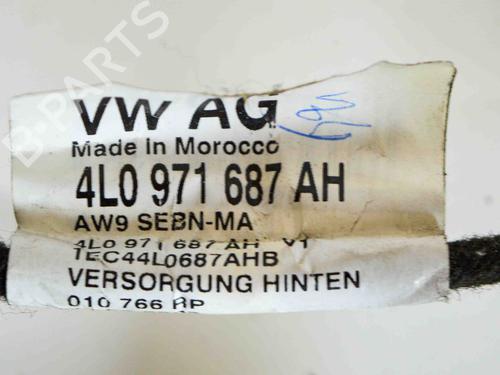 VW AG
Made in Morocco
4L0 971 687 AH
AW9 SEBN-MA
4L0 971 687 AH V1
TEC44L0687AHB
VERSORGUNG HINTEN
010 766 RP
B-PARTS